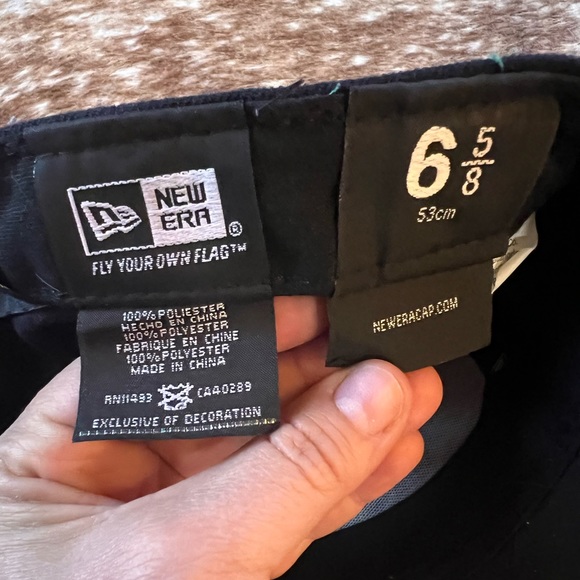 NEW
ERA®
FLY YOUR OWN FLAG™
100% POLIESTER
HECHO EN CHINA
100% POLYESTER
FABRIQUE EN CHINE
100% POLYESTER
MADE IN CHINA
RN11493 CA40289
EXCLUSIVE OF DECORATION
6 5/8
53cm
NEWERACAP.COM